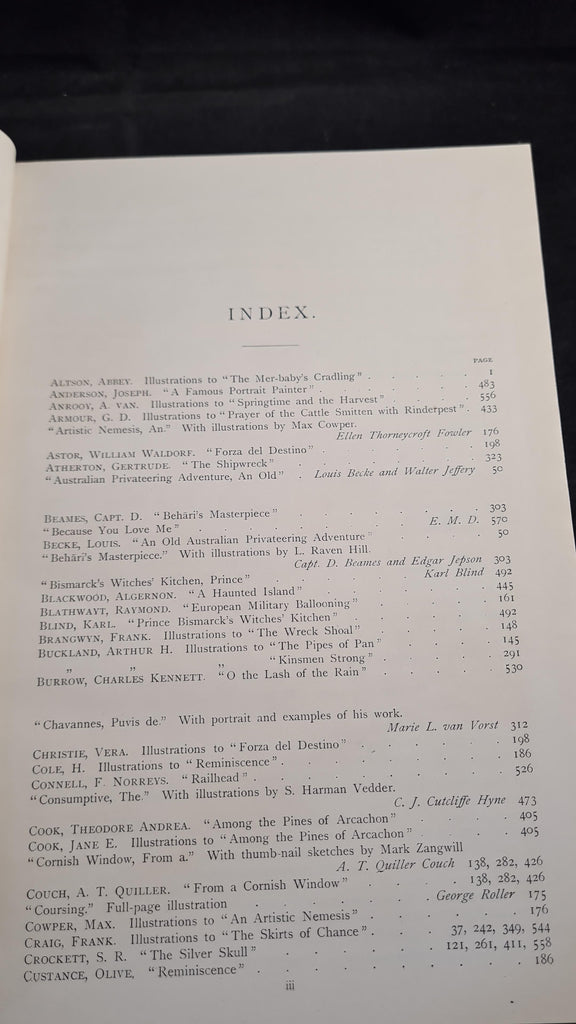 INDEX.
PAGE
ALTSON, ABBEY. Illustrations to "The Mer-baby's Cradling" . . . . 1
ANDERSON, JOSEPH. "A Famous Portrait Painter" . . . . . 483
ANROOY, A. VAN. Illustrations to "Springtime and the Harvest" . . . . 556
ARMOUR, G. D. Illustrations to "Prayer of the Cattle Smitten with Rinderpest" . 433
"Artistic Nemesis, An." With illustrations by Max Cowper.
Ellen Thorneycroft Fowler 176
ASTOR, WILLIAM WALDORF. "Forza del Destino" . . . . . 198
ATHERTON, GERTRUDE. "The Shipwreck" . . . . . . 323
"Australian Privateering Adventure, An Old" . Louis Becke and Walter Jeffery 50
BEAMES, CAPT. D. "Behāri's Masterpiece" . . . . . . 303
"Because You Love Me" . . . . . . E. M. D. 570
BECKE, LOUIS. "An Old Australian Privateering Adventure" . . . . 50
"Behāri's Masterpiece." With illustrations by L. Raven Hill.
Capt. D. Beames and Edgar Jepson 303
"Bismarck's Witches' Kitchen, Prince" . . . . Karl Blind 492
BLACKWOOD, ALGERNON. "A Haunted Island" . . . . . 445
BLATHWAYT, RAYMOND. "European Military Ballooning" . . . . 161
BLIND, KARL. "Prince Bismarck's Witches' Kitchen" . . . . . 492
BRANGWYN, FRANK. Illustrations to "The Wreck Shoal" . . . . 148
BUCKLAND, ARTHUR H. Illustrations to "The Pipes of Pan" . . . . 145
" " " "Kinsmen Strong" . . . . 291
BURROW, CHARLES KENNETT. "O the Lash of the Rain" . . . . 530
"Chavannes, Puvis de." With portrait and examples of his work.
Marie L. van Vorst 312
CHRISTIE, VERA. Illustrations to "Forza del Destino" . . . . . 198
COLE, H. Illustrations to "Reminiscence" . . . . . . 186
CONNELL, F. NORREYS. "Railhead" . . . . . . . 526
"Consumptive, The." With illustrations by S. Harman Vedder.
C. J. Cutcliffe Hyne 473
COOK, THEODORE ANDREA. "Among the Pines of Arcachon" . . . . 405
COOK, JANE E. Illustrations to "Among the Pines of Arcachon" . . . . 405
"Cornish Window, From a." With thumb-nail sketches by Mark Zangwill
A. T. Quiller Couch 138, 282, 426
COUCH, A. T. QUILLER. "From a Cornish Window" . . . . 138, 282, 426
"Coursing." Full-page illustration . . . . . George Roller 175
COWPER, MAX. Illustrations to "An Artistic Nemesis" . . . . . 176
CRAIG, FRANK. Illustrations to "The Skirts of Chance" . . . 37, 242, 349, 544
CROCKETT, S. R. "The Silver Skull" . . . . . 121, 261, 411, 558
CUSTANCE, OLIVE. "Reminiscence" . . . . . . . 186
iii